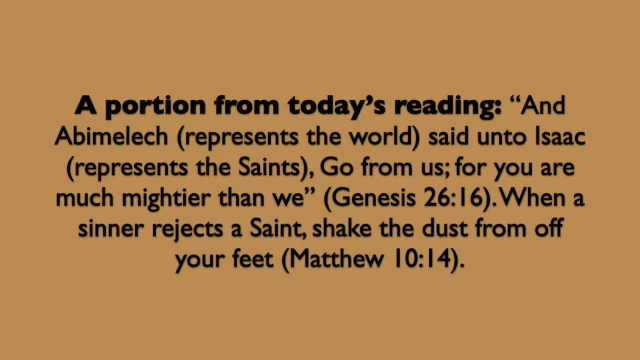 A portion from today's reading: “And
Abimelech (represents the world) said unto Isaac
(represents the Saints), Go from us; for you are
much mightier than we” (Genesis 26:16). When a
sinner rejects a Saint, shake the dust from off
your feet (Matthew 10:14).